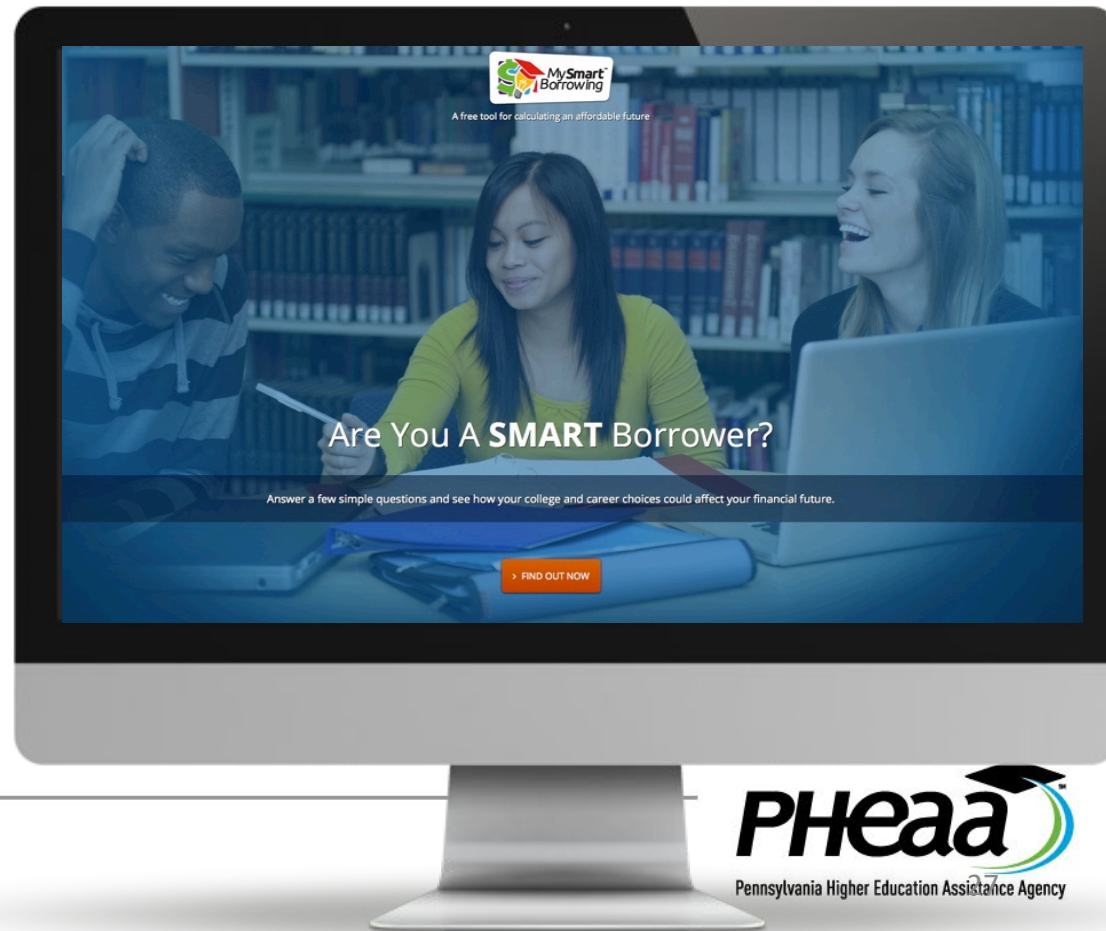 MySmart™
Borrowing
A free tool for calculating an affordable future
Are You A SMART Borrower?
Answer a few simple questions and see how your college and career choices could affect your financial future.
> FIND OUT NOW
PHeaa℠
Pennsylvania Higher Education Assistance Agency
27